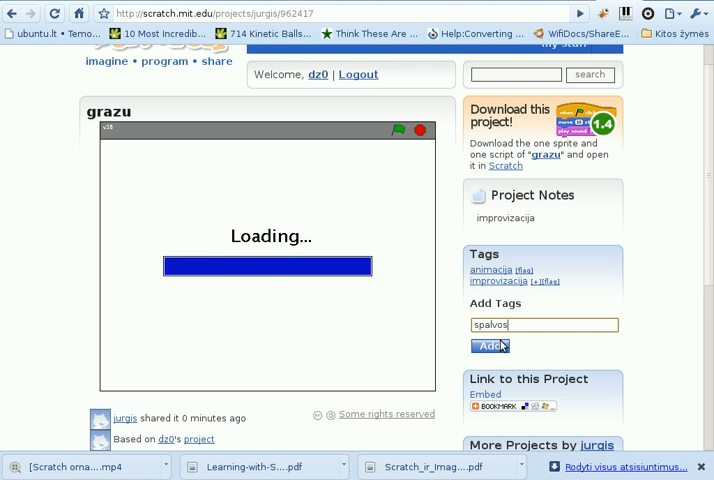 http://scratch.mit.edu/projects/jurgis/962417
ubuntu.lt • Temo... 10 Most Incredib... 714 Kinetic Balls... Think These Are ... Help:Converting ... WifiDocs/ShareE... Kitos žymės
imagine • program • share
my stuff
Welcome, dz0 | Logout
search
grazu
v38
Loading...
jurgis shared it 0 minutes ago
Some rights reserved
Based on dz0's project
Download this
project!
1.4
Download the one sprite and
one script of "grazu" and open
it in Scratch
Project Notes
improvizacija
Tags
animacija [flag]
improvizacija [+][flag]
Add Tags
spalvos
Add
Link to this Project
Embed
BOOKMARK
More Projects by jurgis
[Scratch orna....mp4 Learning-with-S....pdf Scratch_ir_Imag....pdf Rodyti visus atsisiuntimus...